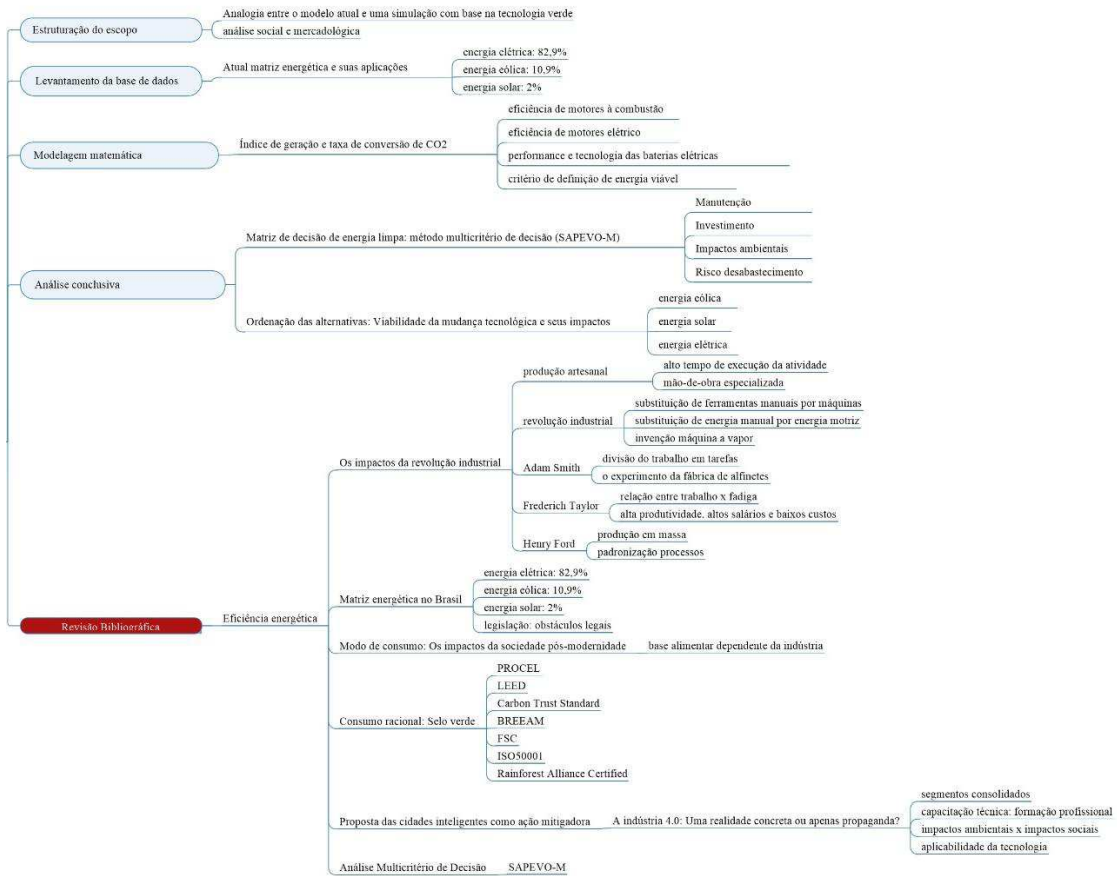 Estruturação do escopo
Analogia entre o modelo atual e uma simulação com base na tecnologia verde
análise social e mercadológica
Levantamento da base de dados
Atual matriz energética e suas aplicações
energia elétrica: 82,9%
energia eólica: 10,9%
energia solar: 2%
Modelagem matemática
Índice de geração e taxa de conversão de CO2
eficiência de motores à combustão
eficiência de motores elétrico
performance e tecnologia das baterias elétricas
critério de definição de energia viável
Análise conclusiva
Matriz de decisão de energia limpa: método multicritério de decisão (SAPEVO-M)
Manutenção
Investimento
Impactos ambientais
Risco desabastecimento
Ordenação das alternativas: Viabilidade da mudança tecnológica e seus impactos
energia eólica
energia solar
energia elétrica
Revisão Bibliográfica
Eficiência energética
Os impactos da revolução industrial
produção artesanal
alto tempo de execução da atividade
mão-de-obra especializada
revolução industrial
substituição de ferramentas manuais por máquinas
substituição de energia manual por energia motriz
invenção máquina a vapor
Adam Smith
divisão do trabalho em tarefas
o experimento da fábrica de alfinetes
Frederich Taylor
relação entre trabalho x fadiga
alta produtividade. altos salários e baixos custos
Henry Ford
produção em massa
padronização processos
Matriz energética no Brasil
energia elétrica: 82,9%
energia eólica: 10,9%
energia solar: 2%
legislação: obstáculos legais
Modo de consumo: Os impactos da sociedade pós-modernidade
base alimentar dependente da indústria
Consumo racional: Selo verde
PROCEL
LEED
Carbon Trust Standard
BREEAM
FSC
ISO50001
Rainforest Alliance Certified
Proposta das cidades inteligentes como ação mitigadora
A indústria 4.0: Uma realidade concreta ou apenas propaganda?
segmentos consolidados
capacitação técnica: formação profissional
impactos ambientais x impactos sociais
aplicabilidade da tecnologia
Análise Multicritério de Decisão
SAPEVO-M